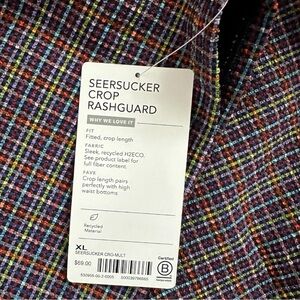 SEERSUCKER
CROP
RASHGUARD
WHY WE LOVE IT
FIT
Fitted, crop length
FABRIC
Sleek, recycled H2ECO.
See product label for
full fiber content.
FAVE
Crop length pairs
perfectly with high
waist bottoms
Recycled
Material
XL
SEERSUCKER CRG MULT
$69.00
Certified
B